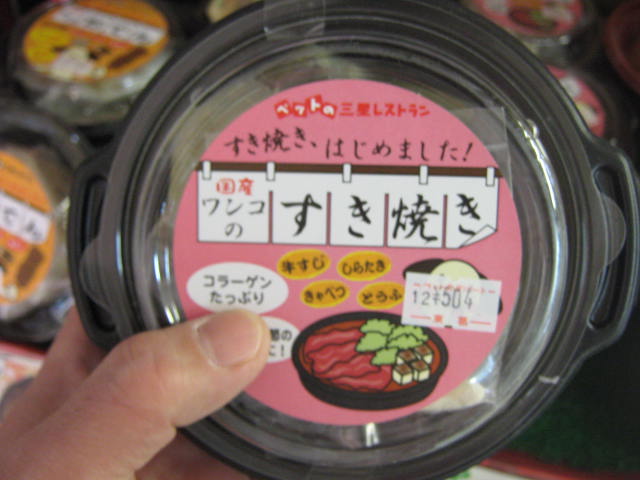 ペットの三星レストラン
すき焼き、はじめました!
国産
ワンコの
すき焼き
牛すじ
しらたき
きゃべつ
とうふ
コラーゲン
たっぷり
12 ¥504
に!